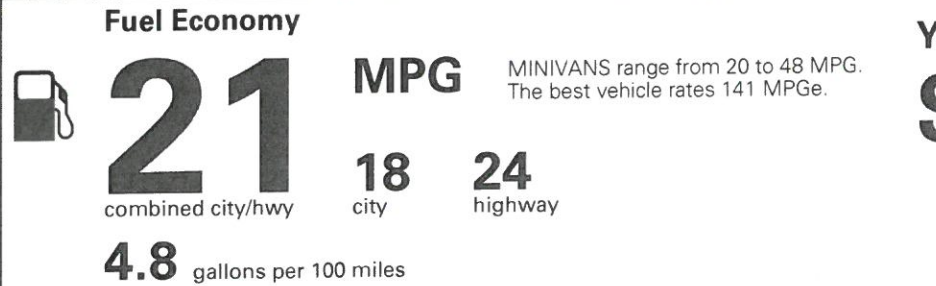 Fuel Economy
21 MPG
MINIVANS range from 20 to 48 MPG.
The best vehicle rates 141 MPGe.
combined city/hwy
18 city
24 highway
4.8 gallons per 100 miles